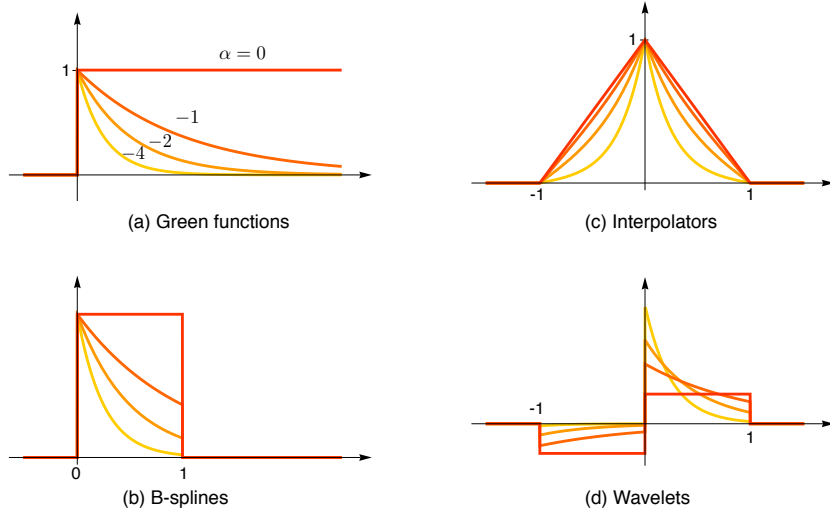 α = 0
1
−1
−2
−4
(a) Green functions
1
-1
1
(c) Interpolators
0
1
(b) B-splines
-1
1
(d) Wavelets